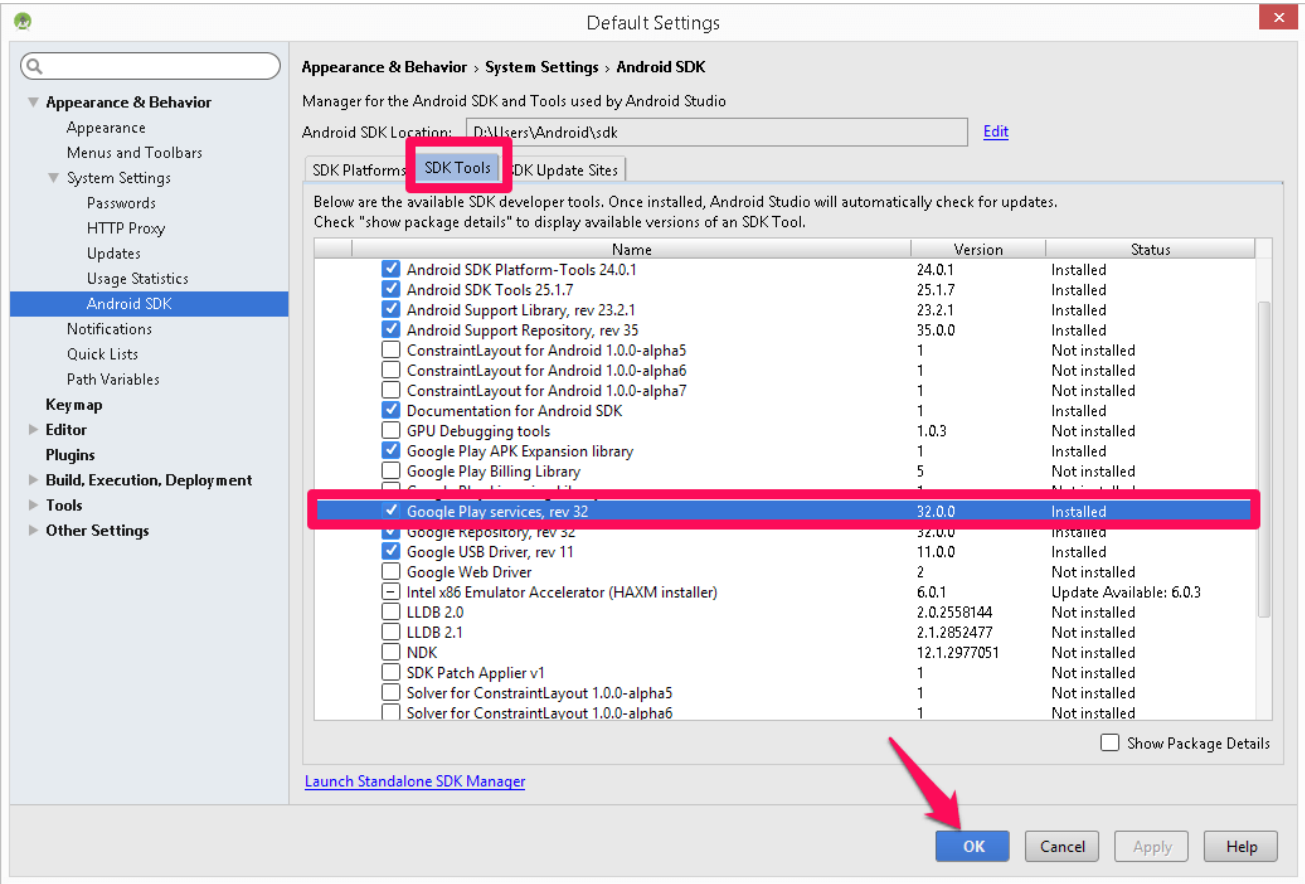 Default Settings
Appearance & Behavior
Appearance
Menus and Toolbars
System Settings
Passwords
HTTP Proxy
Updates
Usage Statistics
Android SDK
Notifications
Quick Lists
Path Variables
Keymap
Editor
Plugins
Build, Execution, Deployment
Tools
Other Settings
Appearance & Behavior › System Settings › Android SDK
Manager for the Android SDK and Tools used by Android Studio
Android SDK Location: D:\Users\Android\sdk Edit
SDK Platforms SDK Tools SDK Update Sites
Below are the available SDK developer tools. Once installed, Android Studio will automatically check for updates.
Check "show package details" to display available versions of an SDK Tool.
Name Version Status
Android SDK Platform-Tools 24.0.1 24.0.1 Installed
Android SDK Tools 25.1.7 25.1.7 Installed
Android Support Library, rev 23.2.1 23.2.1 Installed
Android Support Repository, rev 35 35.0.0 Installed
ConstraintLayout for Android 1.0.0-alpha5 1 Not installed
ConstraintLayout for Android 1.0.0-alpha6 1 Not installed
ConstraintLayout for Android 1.0.0-alpha7 1 Not installed
Documentation for Android SDK 1 Installed
GPU Debugging tools 1.0.3 Not installed
Google Play APK Expansion library 1 Installed
Google Play Billing Library 5 Not installed
Google Play services, rev 32 32.0.0 Installed
Google Repository, rev 32 32.0.0 Installed
Google USB Driver, rev 11 11.0.0 Installed
Google Web Driver 2 Not installed
Intel x86 Emulator Accelerator (HAXM installer) 6.0.1 Update Available: 6.0.3
LLDB 2.0 2.0.2558144 Not installed
LLDB 2.1 2.1.2852477 Not installed
NDK 12.1.2977051 Not installed
SDK Patch Applier v1 1 Not installed
Solver for ConstraintLayout 1.0.0-alpha5 1 Not installed
Solver for ConstraintLayout 1.0.0-alpha6 1 Not installed
Show Package Details
Launch Standalone SDK Manager
OK Cancel Apply Help